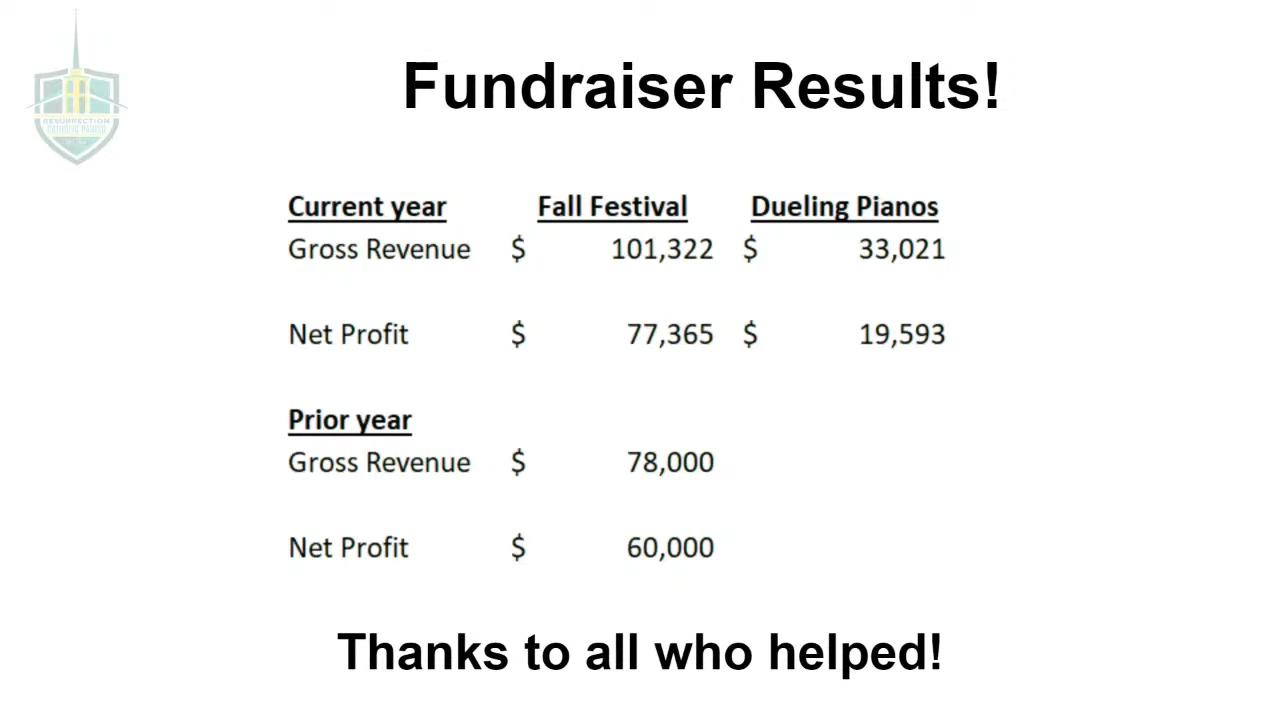 Fundraiser Results!
RESURRECTION
Current year Fall Festival Dueling Pianos
Gross Revenue $ 101,322 $ 33,021
Net Profit $ 77,365 $ 19,593
Prior year
Gross Revenue $ 78,000
Net Profit $ 60,000
Thanks to all who helped!